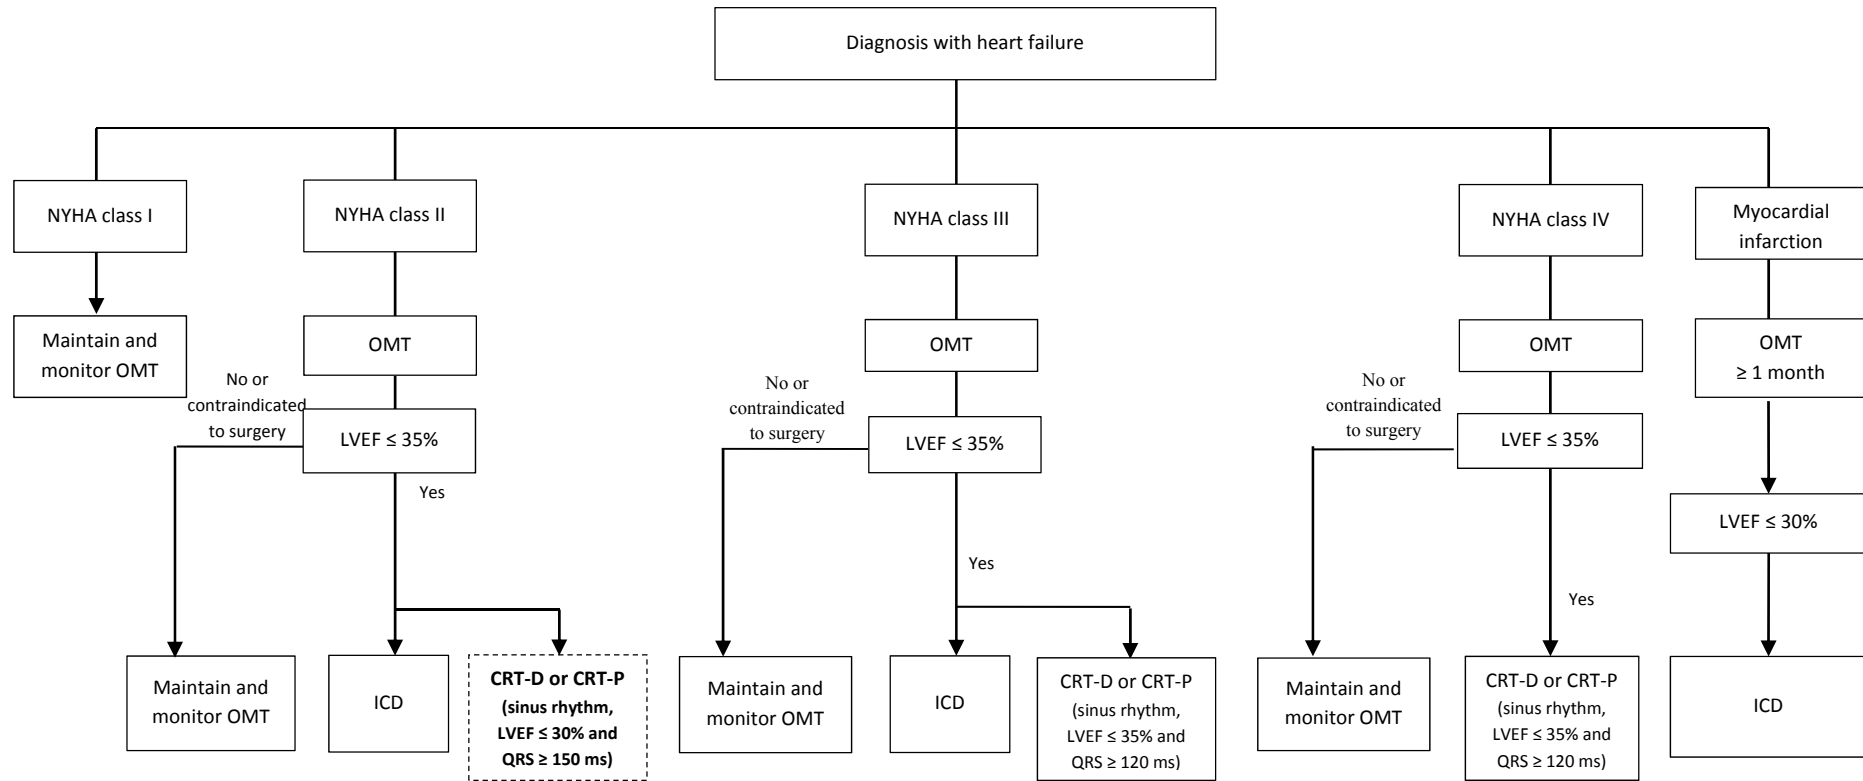 Diagnosis with heart failure
NYHA class I
NYHA class II
NYHA class III
NYHA class IV
Myocardial
infarction
Maintain and
monitor OMT
OMT
OMT
OMT
OMT
≥ 1 month
No or
contraindicated
to surgery
LVEF ≤ 35%
Yes
No or
contraindicated
to surgery
LVEF ≤ 35%
Yes
No or
contraindicated
to surgery
LVEF ≤ 35%
Yes
LVEF ≤ 30%
Maintain and
monitor OMT
ICD
CRT-D or CRT-P
(sinus rhythm,
LVEF ≤ 30% and
QRS ≥ 150 ms)
Maintain and
monitor OMT
ICD
CRT-D or CRT-P
(sinus rhythm,
LVEF ≤ 35% and
QRS ≥ 120 ms)
Maintain and
monitor OMT
CRT-D or CRT-P
(sinus rhythm,
LVEF ≤ 35% and
QRS ≥ 120 ms)
ICD